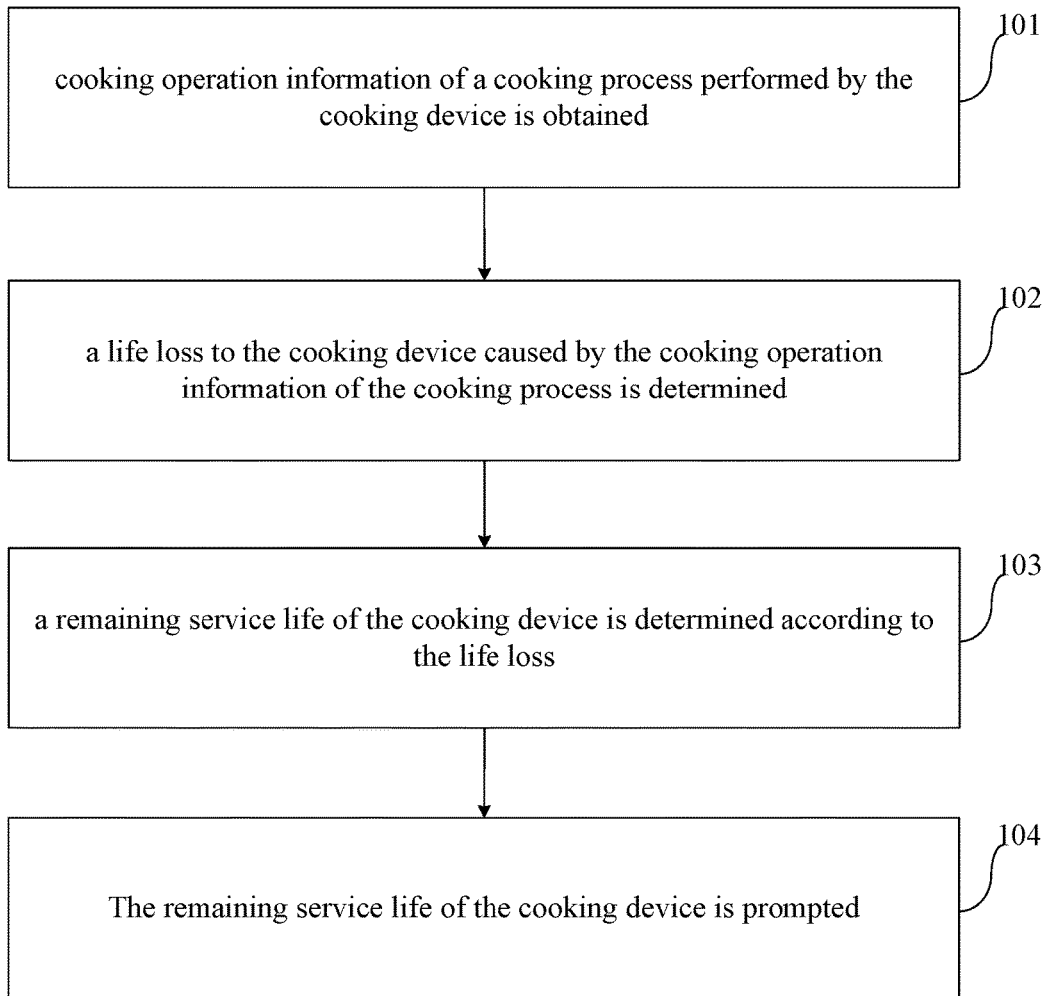 101
cooking operation information of a cooking process performed by the
cooking device is obtained
102
a life loss to the cooking device caused by the cooking operation
information of the cooking process is determined
103
a remaining service life of the cooking device is determined according to
the life loss
104
The remaining service life of the cooking device is prompted